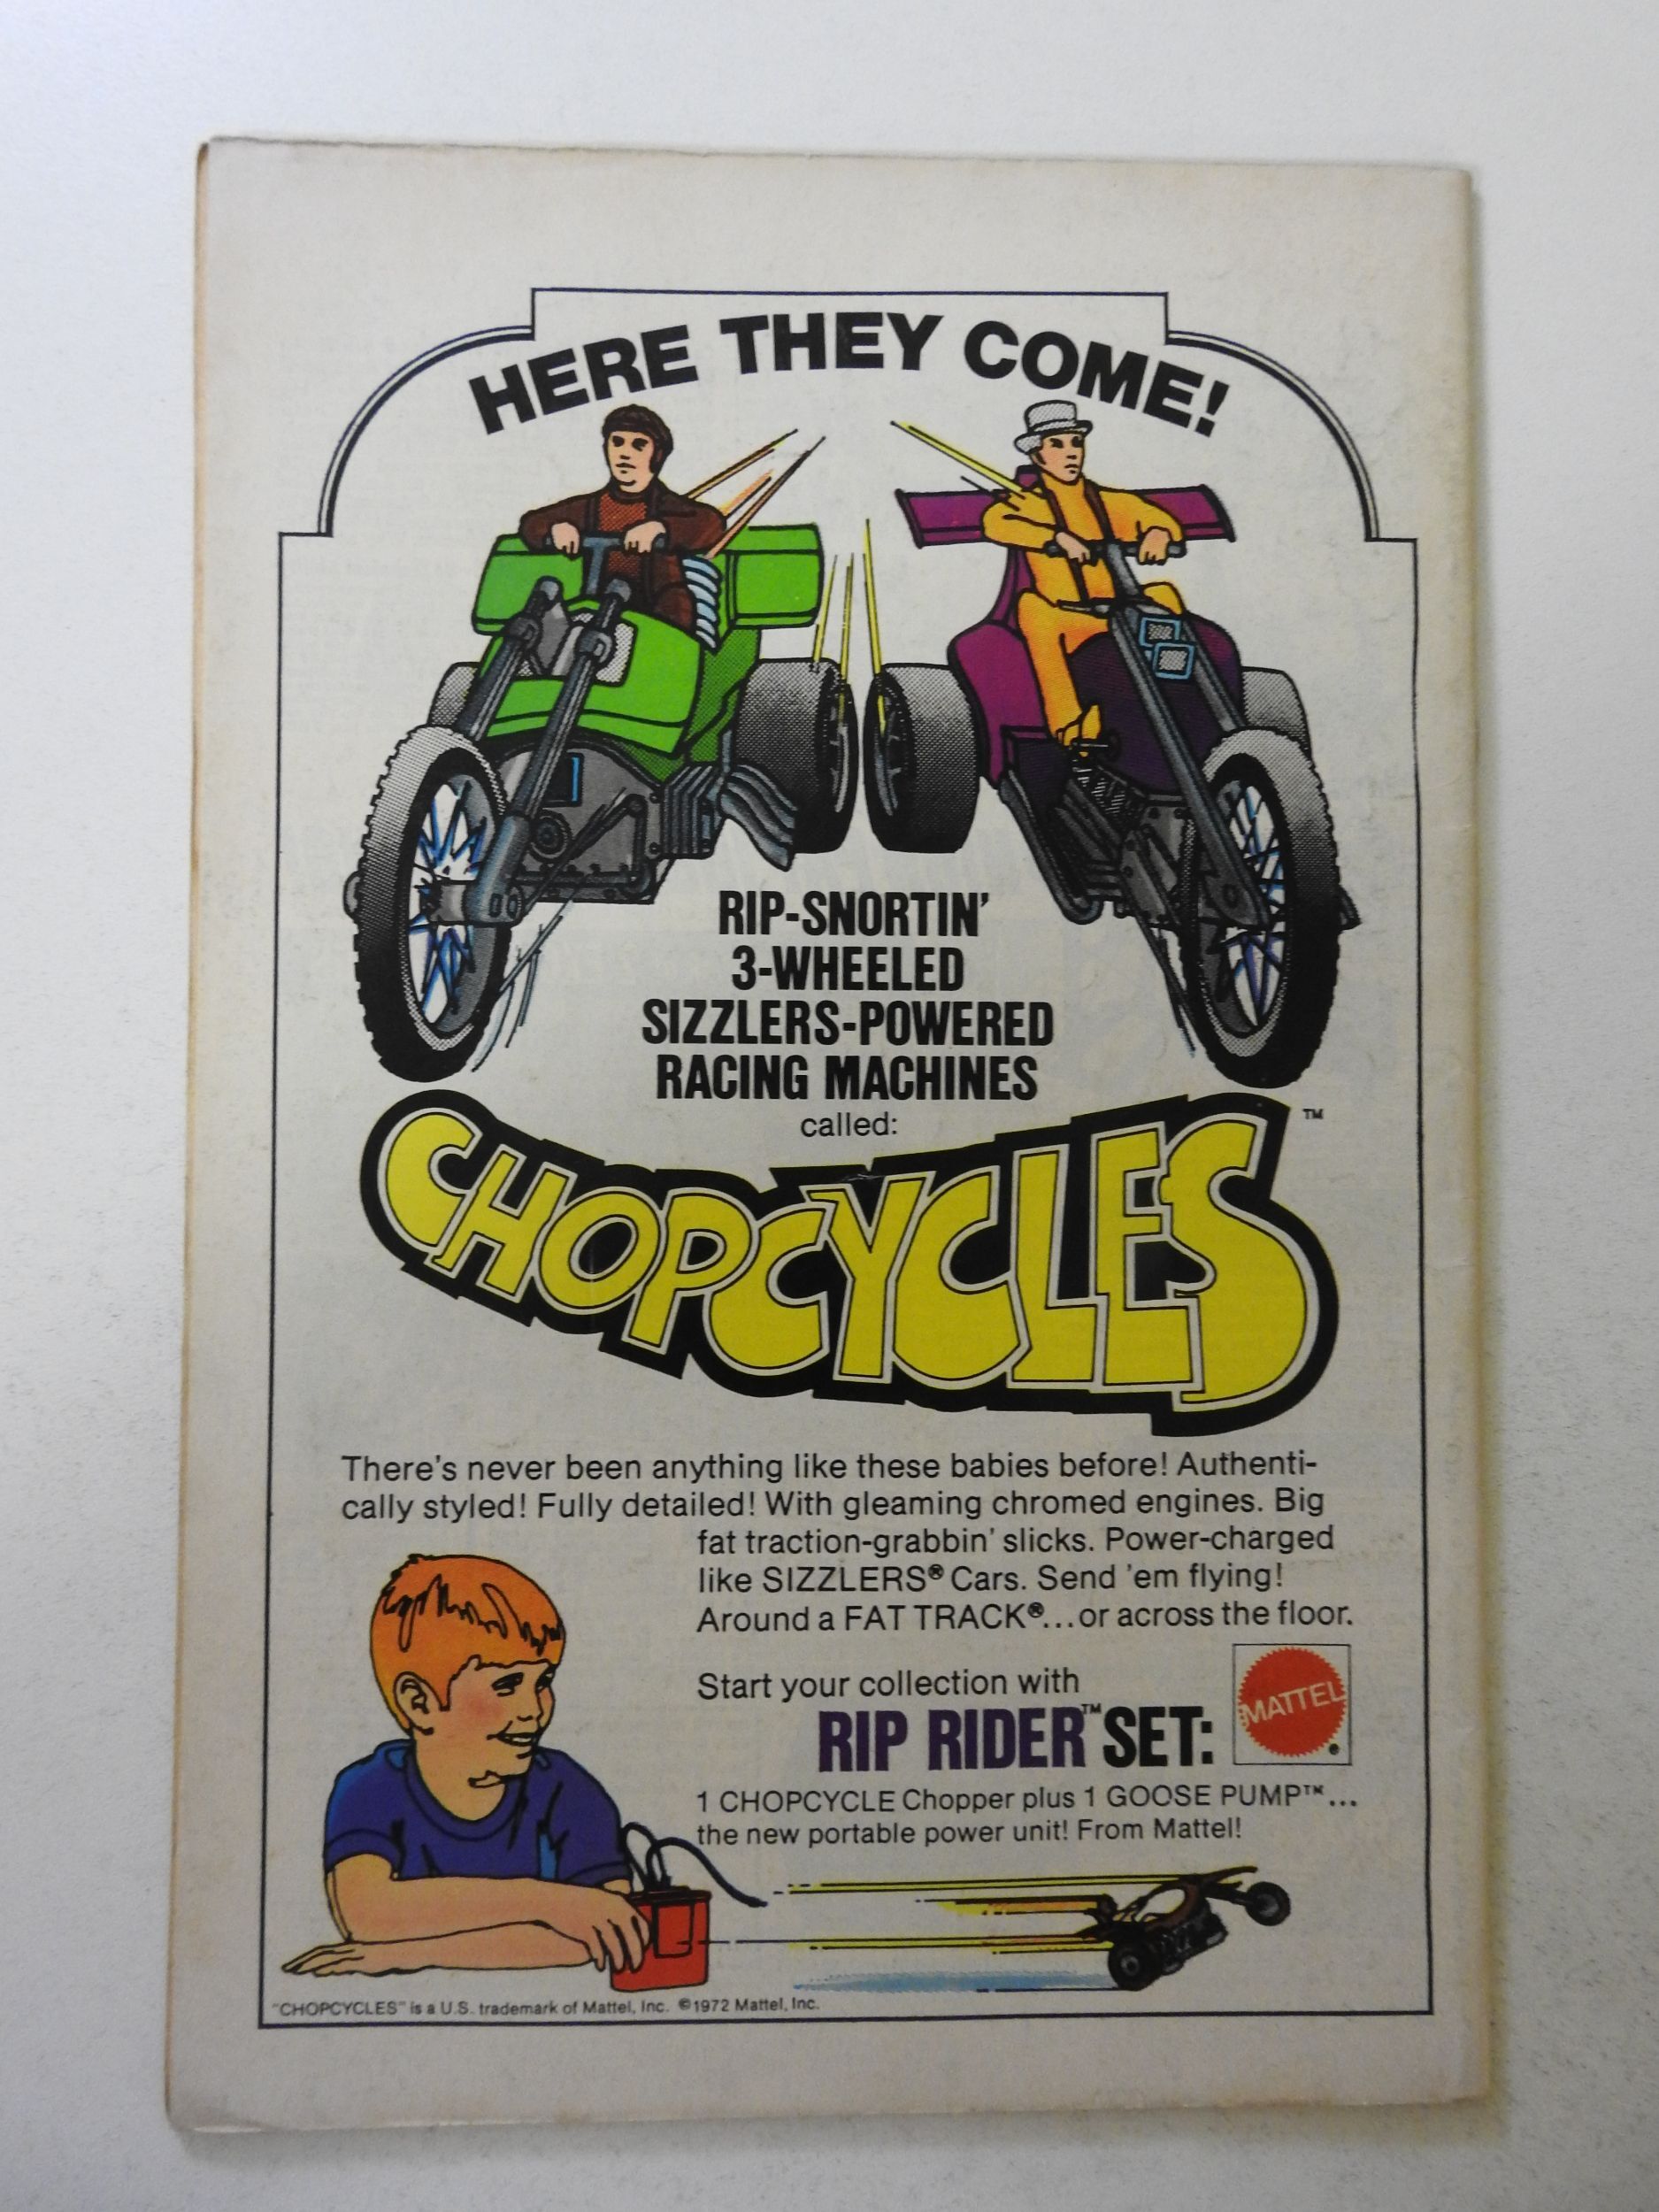 HERE THEY COME!
RIP-SNORTIN'
3-WHEELED
SIZZLERS-POWERED
RACING MACHINES
called:
CHOPCYCLES™
There's never been anything like these babies before! Authenti-
cally styled! Fully detailed! With gleaming chromed engines. Big
fat traction-grabbin' slicks. Power-charged
like SIZZLERS® Cars. Send 'em flying!
Around a FAT TRACK®...or across the floor.
Start your collection with
RIP RIDER™ SET:
MATTEL
1 CHOPCYCLE Chopper plus 1 GOOSE PUMP™...
the new portable power unit! From Mattel!
"CHOPCYCLES" is a U.S. trademark of Mattel, Inc. ©1972 Mattel, Inc.